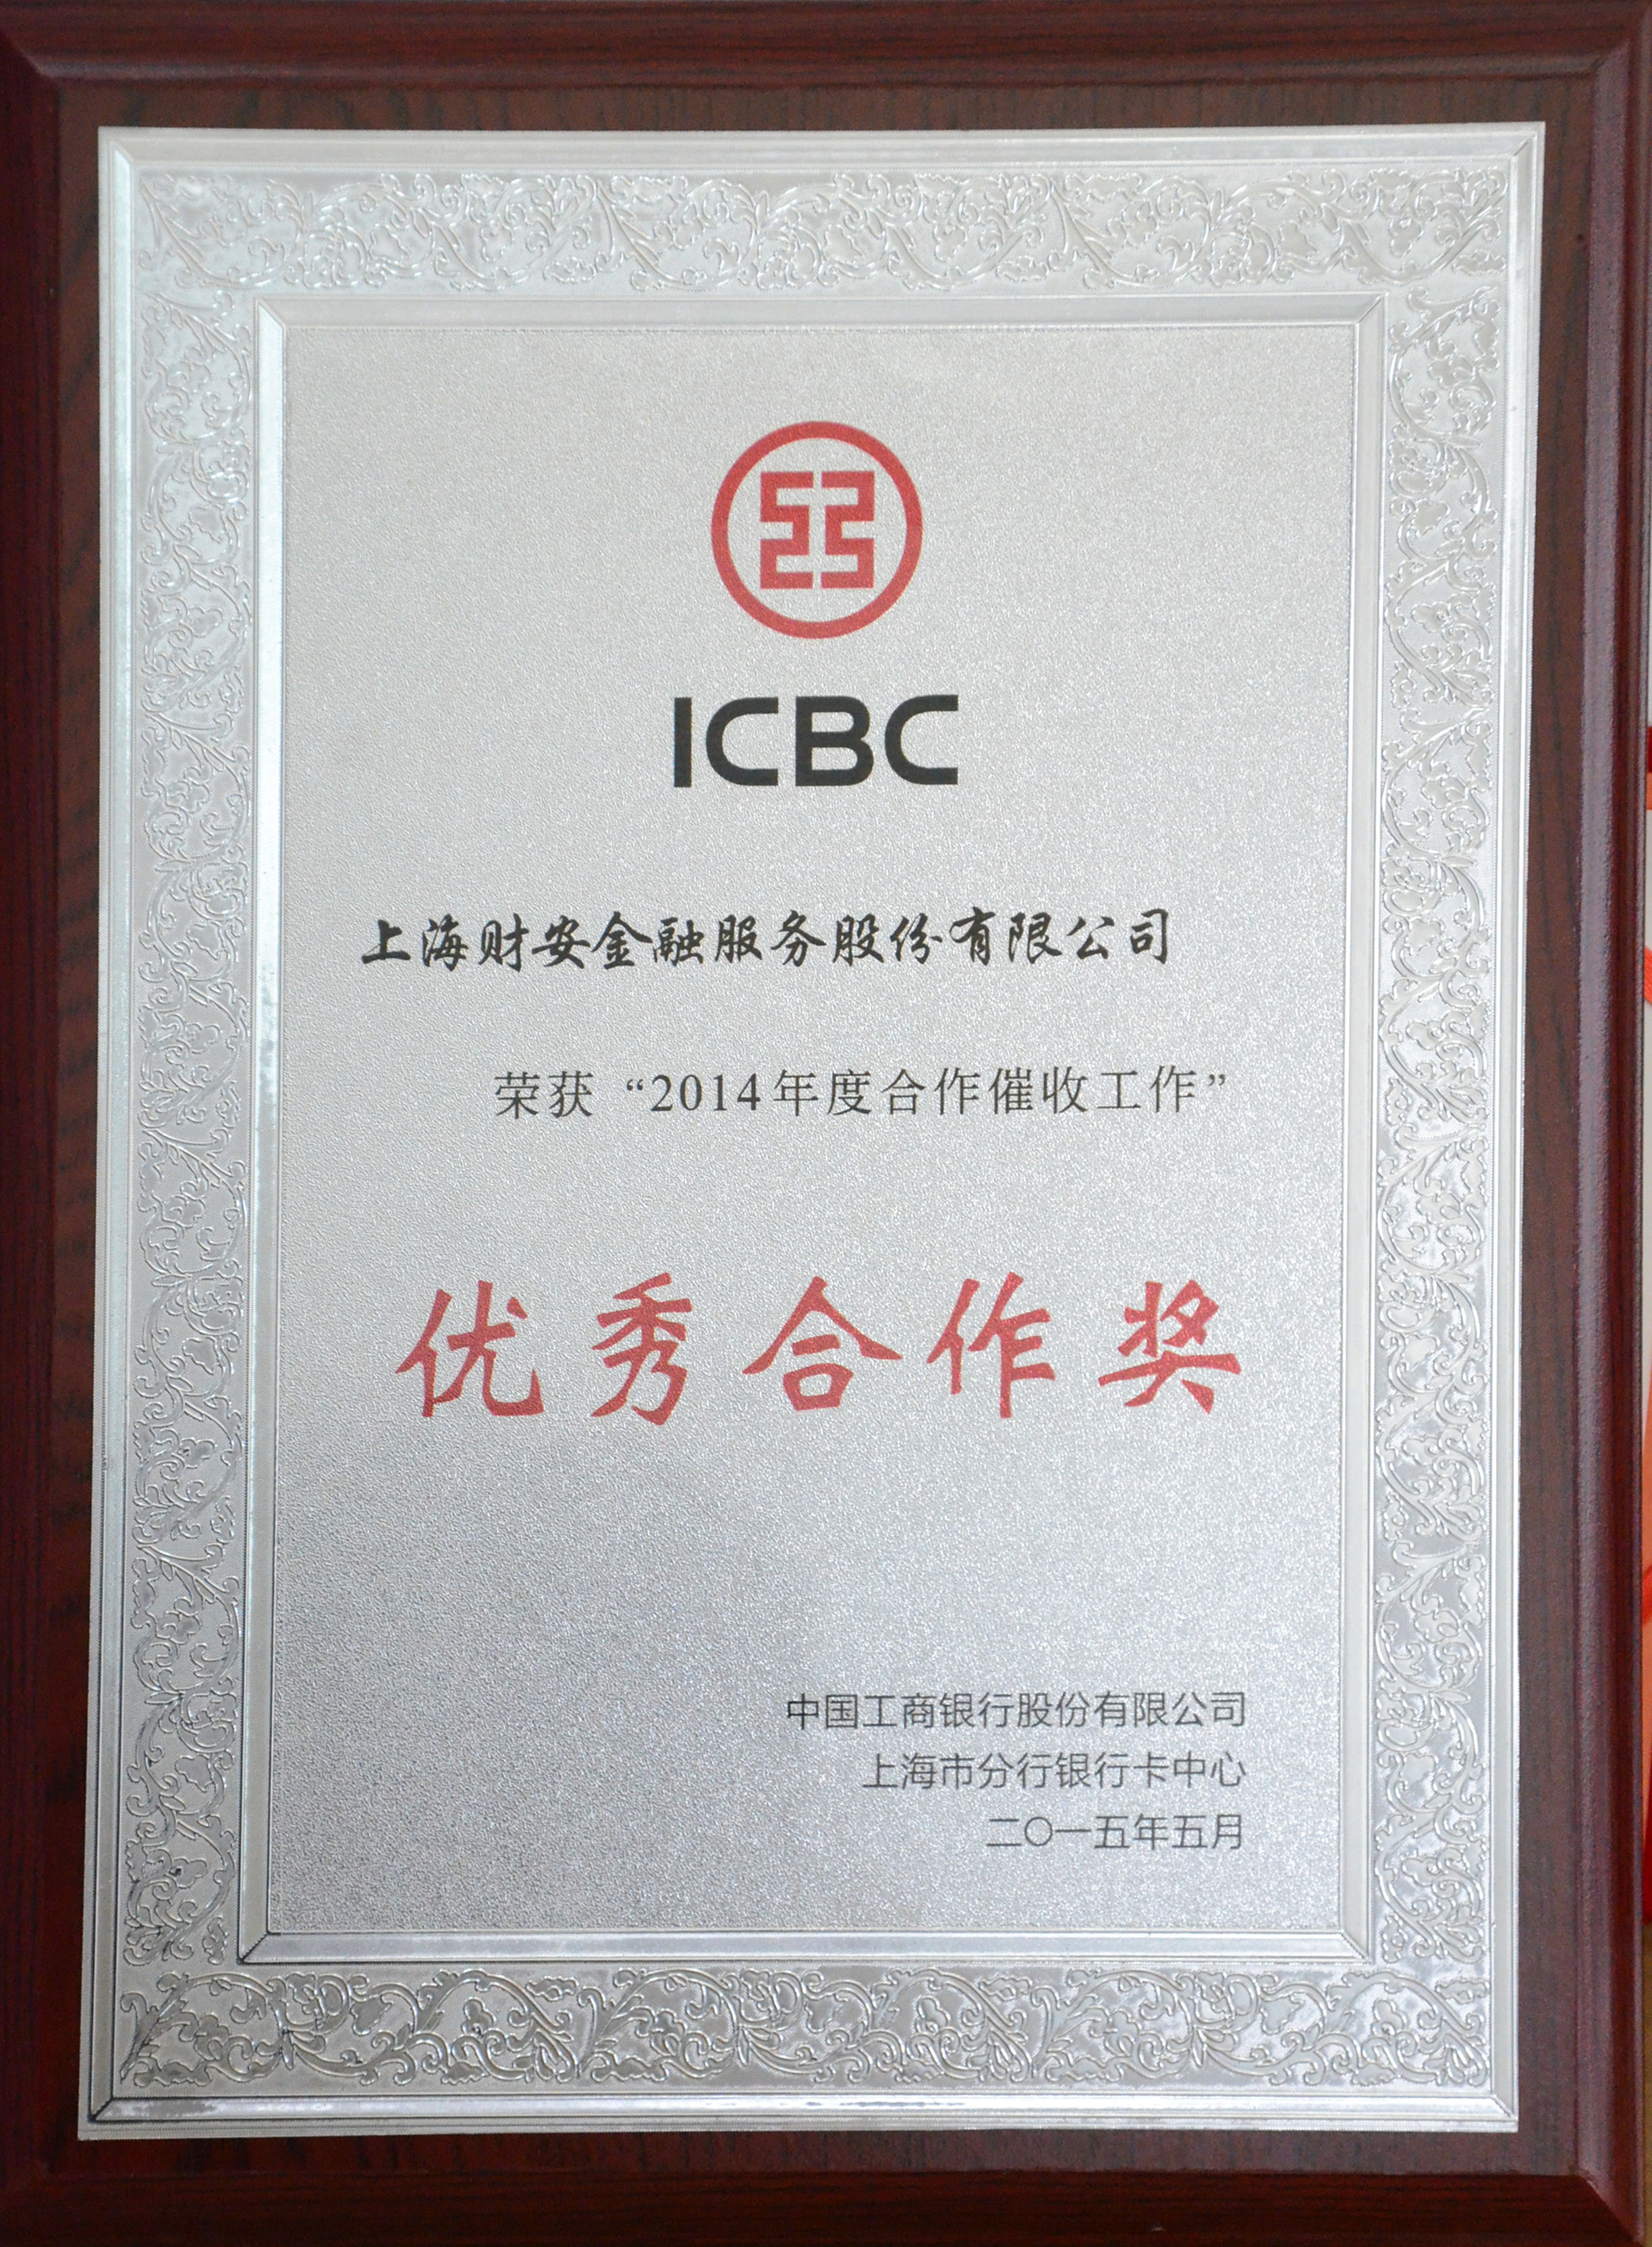 ICBC
上海财安金融服务股份有限公司
荣获“2014年度合作催收工作”
优秀合作奖
中国工商银行股份有限公司
上海市分行银行卡中心
二〇一五年五月